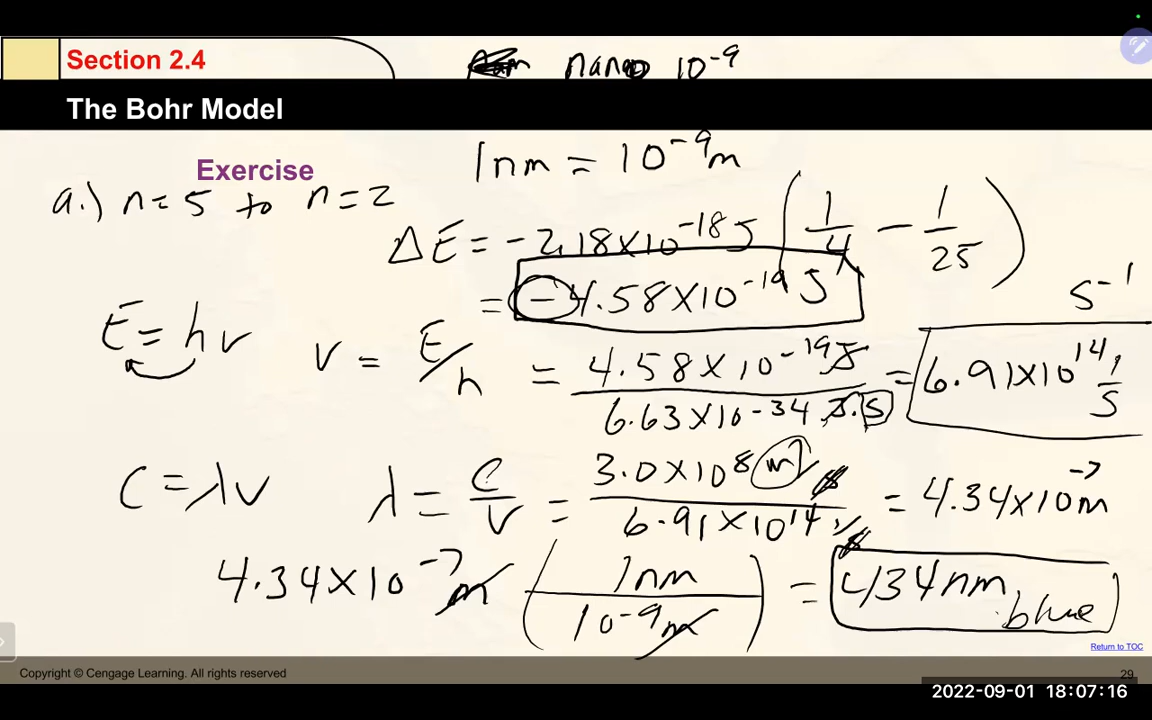 Section 2.4
nano 10⁻⁹
The Bohr Model
1nm = 10⁻⁹m
Exercise
a.) n=5 to n=2
ΔE = -2.18×10⁻¹⁸J (1/4 - 1/25)
= -4.58×10⁻¹⁹J
s⁻¹
E=hν ν = E/h = 4.58×10⁻¹⁹J / 6.63×10⁻³⁴ J·s = 6.91×10¹⁴ 1/s
C=λν λ = C/ν = 3.0×10⁸ m/s / 6.91×10¹⁴ 1/s = 4.34×10⁻⁷m
4.34×10⁻⁷m (1nm / 10⁻⁹m) = 434nm
blue
Return to TOC
Copyright © Cengage Learning. All rights reserved 29
2022-09-01 18:07:16